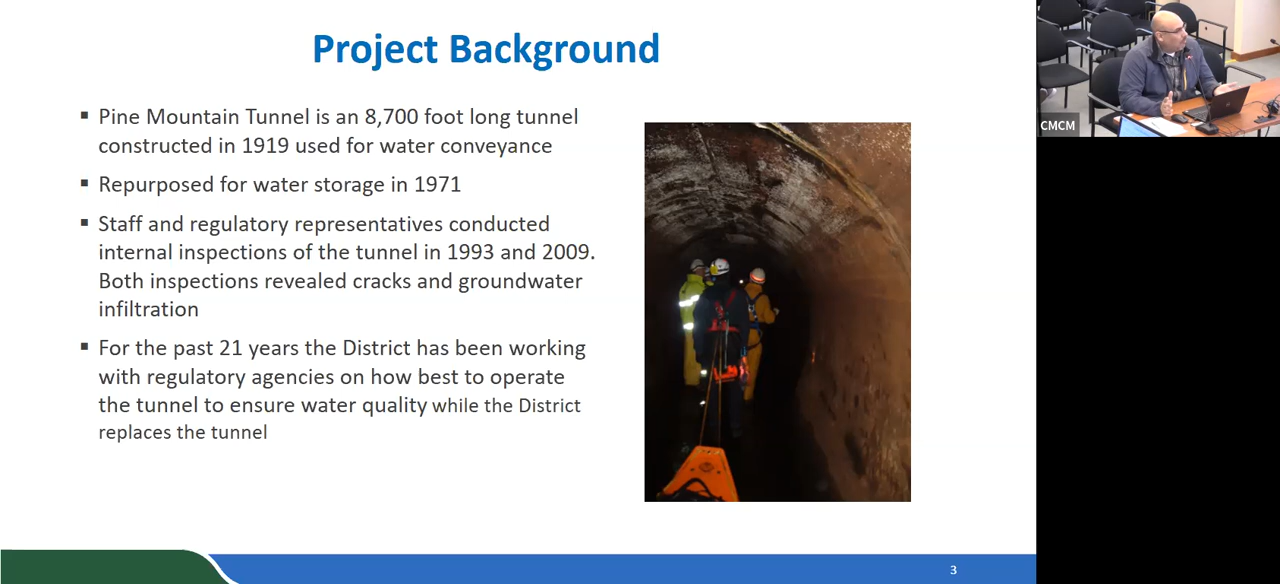 Project Background
▪ Pine Mountain Tunnel is an 8,700 foot long tunnel
constructed in 1919 used for water conveyance
▪ Repurposed for water storage in 1971
▪ Staff and regulatory representatives conducted
internal inspections of the tunnel in 1993 and 2009.
Both inspections revealed cracks and groundwater
infiltration
▪ For the past 21 years the District has been working
with regulatory agencies on how best to operate
the tunnel to ensure water quality while the District
replaces the tunnel
3
CMCM